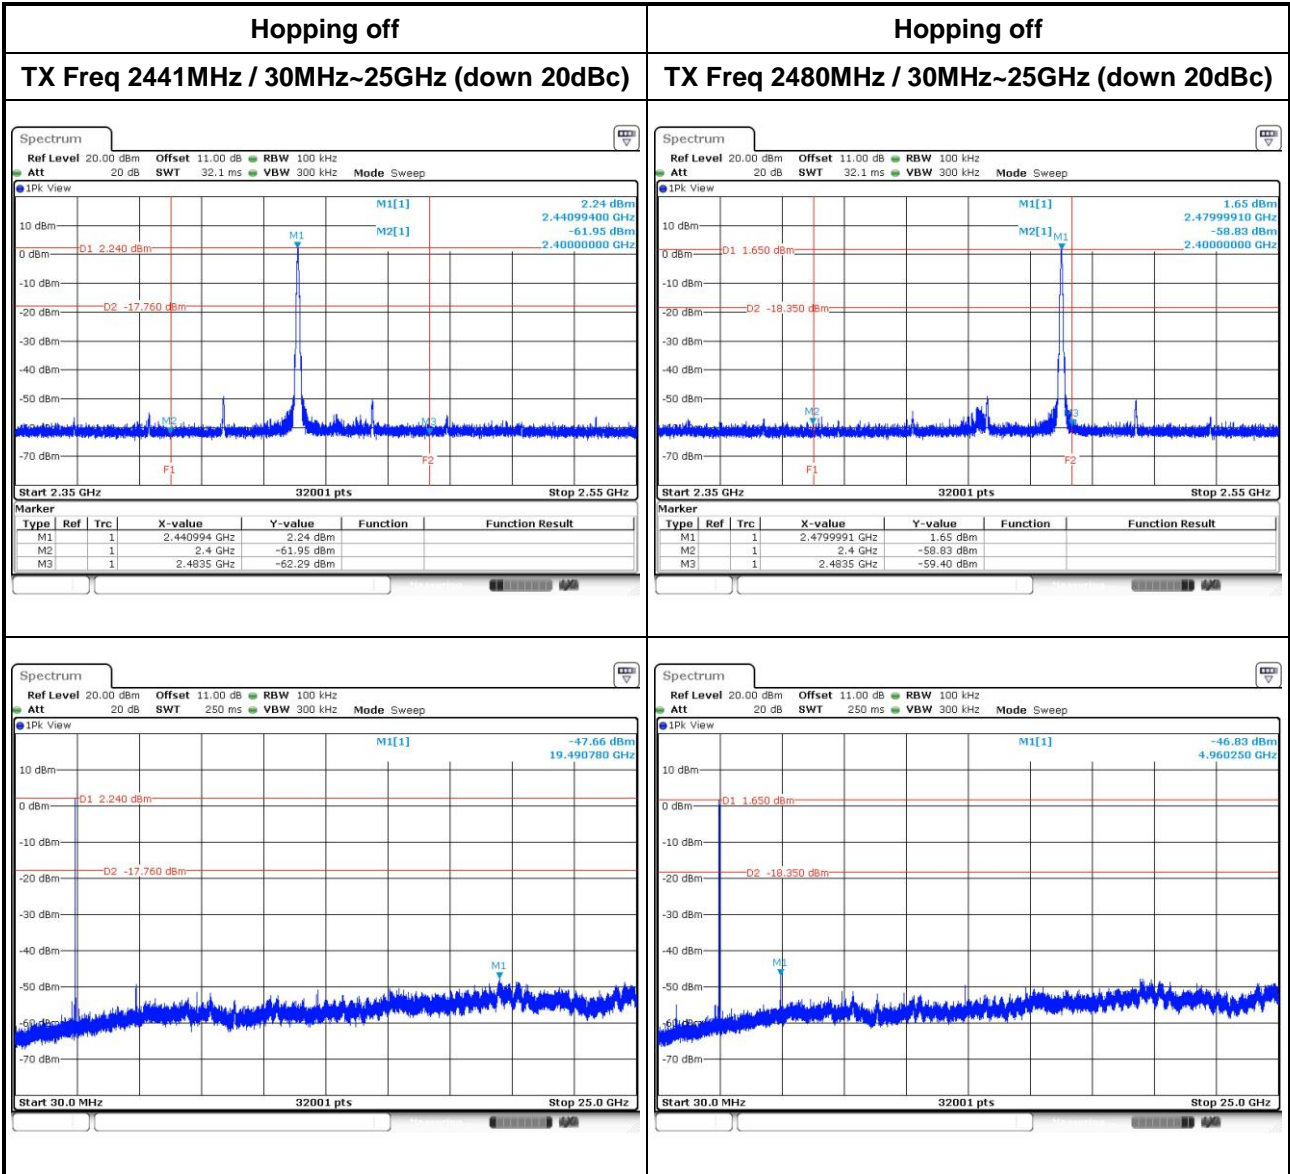 Hopping off
Hopping off
TX Freq 2441MHz / 30MHz~25GHz (down 20dBc)
TX Freq 2480MHz / 30MHz~25GHz (down 20dBc)
Spectrum
Ref Level 20.00 dBm Offset 11.00 dB RBW 100 kHz
Att 20 dB SWT 32.1 ms VBW 300 kHz Mode Sweep
1Pk View
M1[1] 2.24 dBm
2.44099400 GHz
M2[1] -61.95 dBm
2.40000000 GHz
10 dBm
M1
D1 2.240 dBm
0 dBm
-10 dBm
D2 -17.760 dBm
-20 dBm
-30 dBm
-40 dBm
-50 dBm
M2
M3
-70 dBm
F1
F2
Start 2.35 GHz 32001 pts Stop 2.55 GHz
Marker
Type Ref Trc X-value Y-value Function Function Result
M1 1 2.440994 GHz 2.24 dBm
M2 1 2.4 GHz -61.95 dBm
M3 1 2.4835 GHz -62.29 dBm
Spectrum
Ref Level 20.00 dBm Offset 11.00 dB RBW 100 kHz
Att 20 dB SWT 32.1 ms VBW 300 kHz Mode Sweep
1Pk View
M1[1] 1.65 dBm
2.47999910 GHz
M2[1] -58.83 dBm
2.40000000 GHz
10 dBm
M1
D1 1.650 dBm
0 dBm
-10 dBm
D2 -18.350 dBm
-20 dBm
-30 dBm
-40 dBm
-50 dBm
M2
M3
-70 dBm
F1
F2
Start 2.35 GHz 32001 pts Stop 2.55 GHz
Marker
Type Ref Trc X-value Y-value Function Function Result
M1 1 2.4799991 GHz 1.65 dBm
M2 1 2.4 GHz -58.83 dBm
M3 1 2.4835 GHz -59.40 dBm
Spectrum
Ref Level 20.00 dBm Offset 11.00 dB RBW 100 kHz
Att 20 dB SWT 250 ms VBW 300 kHz Mode Sweep
1Pk View
M1[1] -47.66 dBm
19.490780 GHz
10 dBm
D1 2.240 dBm
0 dBm
-10 dBm
D2 -17.760 dBm
-20 dBm
-30 dBm
-40 dBm
M1
-50 dBm
-60 dBm
-70 dBm
Start 30.0 MHz 32001 pts Stop 25.0 GHz
Spectrum
Ref Level 20.00 dBm Offset 11.00 dB RBW 100 kHz
Att 20 dB SWT 250 ms VBW 300 kHz Mode Sweep
1Pk View
M1[1] -46.83 dBm
4.960250 GHz
10 dBm
D1 1.650 dBm
0 dBm
-10 dBm
D2 -18.350 dBm
-20 dBm
-30 dBm
-40 dBm
M1
-50 dBm
-60 dBm
-70 dBm
Start 30.0 MHz 32001 pts Stop 25.0 GHz